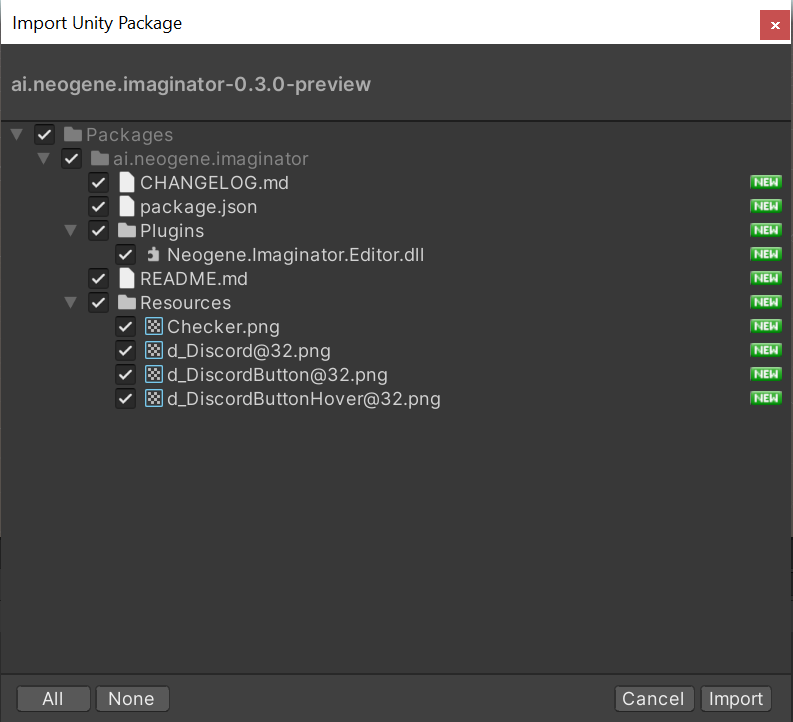 Import Unity Package
ai.neogene.imaginator-0.3.0-preview
Packages
ai.neogene.imaginator
CHANGELOG.md NEW
package.json NEW
Plugins NEW
Neogene.Imaginator.Editor.dll NEW
README.md NEW
Resources NEW
Checker.png NEW
d_Discord@32.png NEW
d_DiscordButton@32.png NEW
d_DiscordButtonHover@32.png NEW
All None Cancel Import